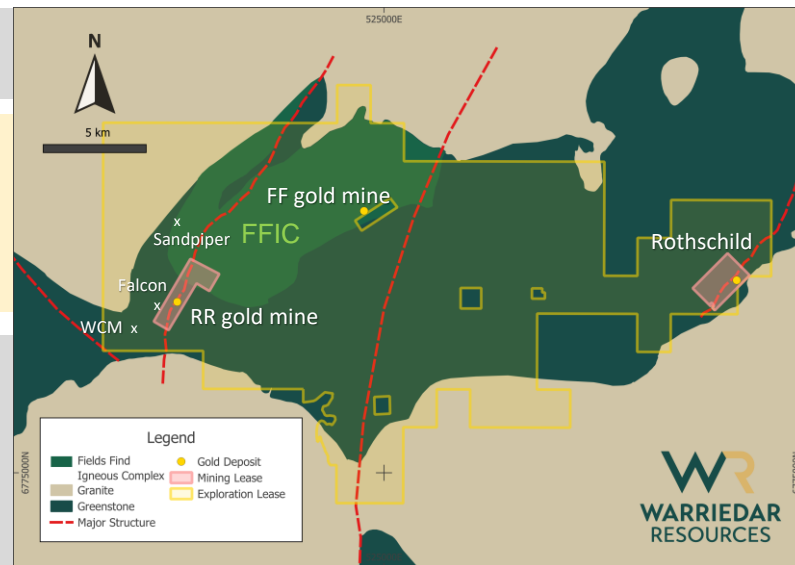 525000E
N
5 km
FF gold mine
Sandpiper
FFIC
Rothschild
Falcon
RR gold mine
WCM
Legend
Fields Find
Igneous Complex
Granite
Greenstone
Major Structure
Gold Deposit
Mining Lease
Exploration Lease
6775000N
WR
WARRIEDAR
RESOURCES